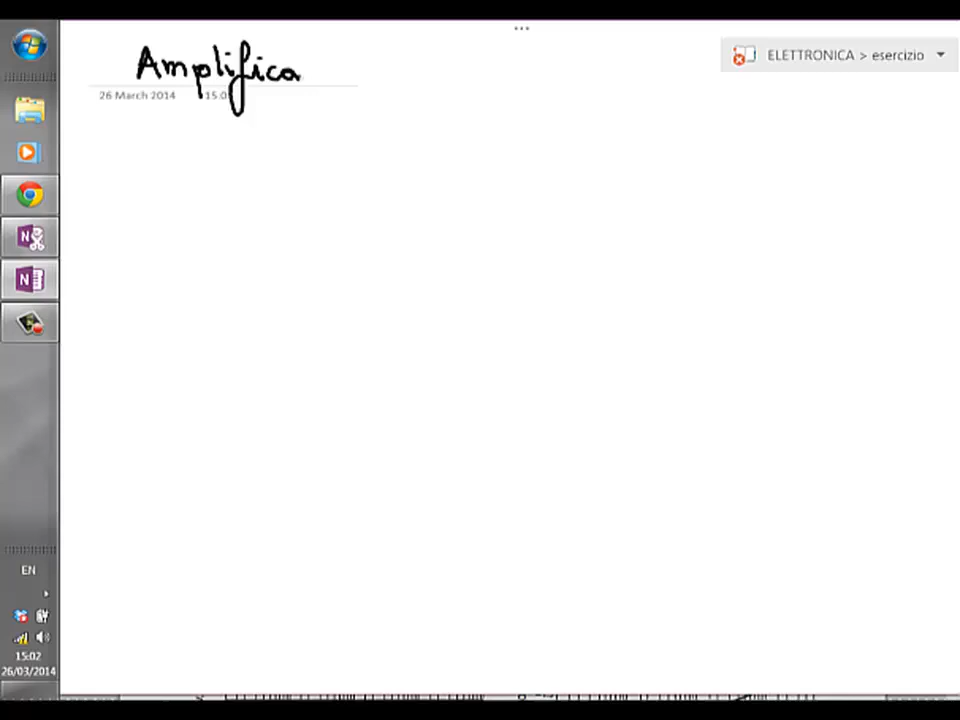 Amplifica
ELETTRONICA > esercizio
26 March 2014
EN
15:02
26/03/2014